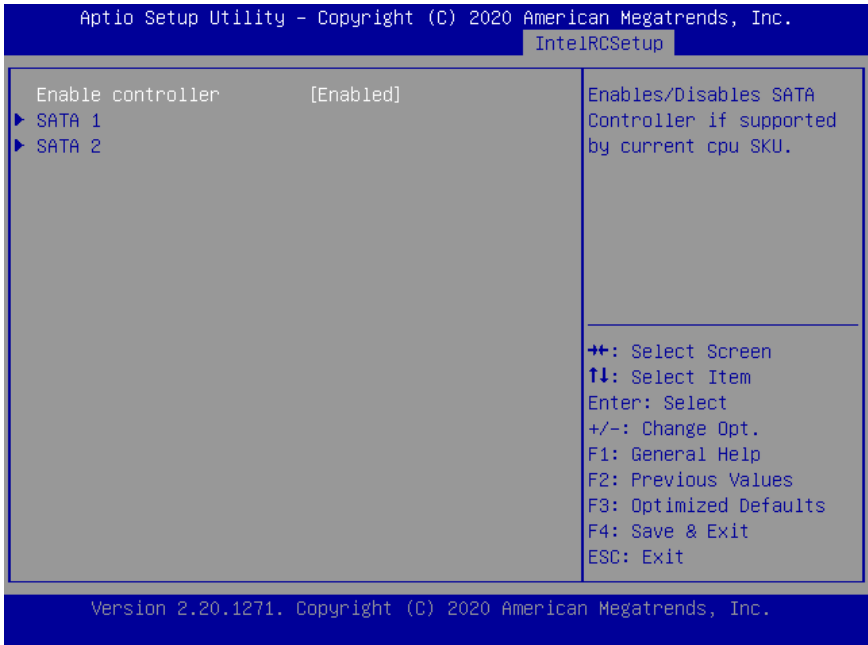 Aptio Setup Utility – Copyright (C) 2020 American Megatrends, Inc.
IntelRCSetup
Enable controller [Enabled]
▶ SATA 1
▶ SATA 2
Enables/Disables SATA
Controller if supported
by current cpu SKU.
→←: Select Screen
↑↓: Select Item
Enter: Select
+/-: Change Opt.
F1: General Help
F2: Previous Values
F3: Optimized Defaults
F4: Save & Exit
ESC: Exit
Version 2.20.1271. Copyright (C) 2020 American Megatrends, Inc.